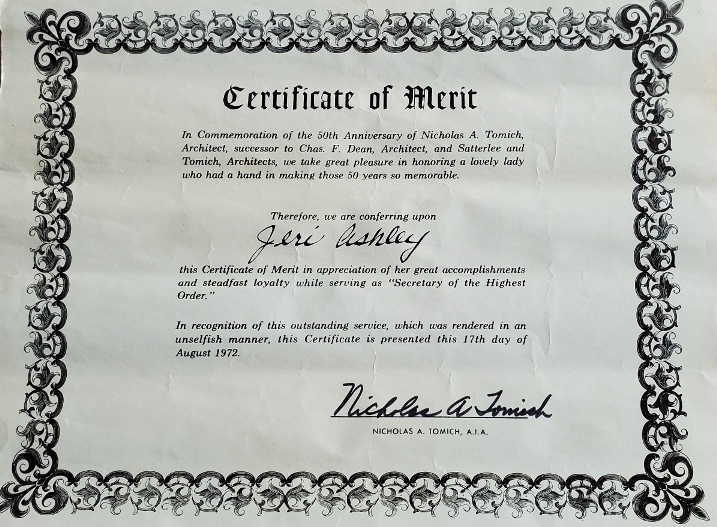 Certificate of Merit
In Commemoration of the 50th Anniversary of Nicholas A. Tomich,
Architect, successor to Chas. F. Dean, Architect, and Satterlee and
Tomich, Architects, we take great pleasure in honoring a lovely lady
who had a hand in making those 50 years so memorable.
Therefore, we are conferring upon
Jeri Ashley
this Certificate of Merit in appreciation of her great accomplishments
and steadfast loyalty while serving as "Secretary of the Highest
Order."
In recognition of this outstanding service, which was rendered in an
unselfish manner, this Certificate is presented this 17th day of
August 1972.
Nicholas A Tomich
NICHOLAS A. TOMICH, A.I.A.